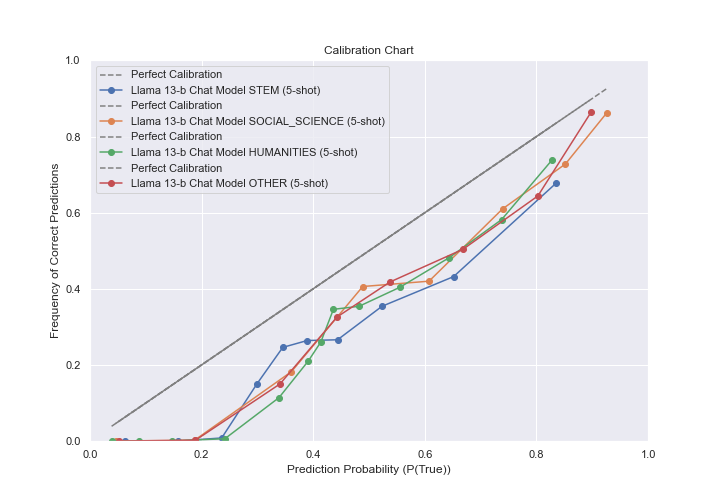 Calibration Chart
1.0
0.8
0.6
0.4
0.2
0.0
Frequency of Correct Predictions
Perfect Calibration
Llama 13-b Chat Model STEM (5-shot)
Perfect Calibration
Llama 13-b Chat Model SOCIAL_SCIENCE (5-shot)
Perfect Calibration
Llama 13-b Chat Model HUMANITIES (5-shot)
Perfect Calibration
Llama 13-b Chat Model OTHER (5-shot)
0.0 0.2 0.4 0.6 0.8 1.0
Prediction Probability (P(True))